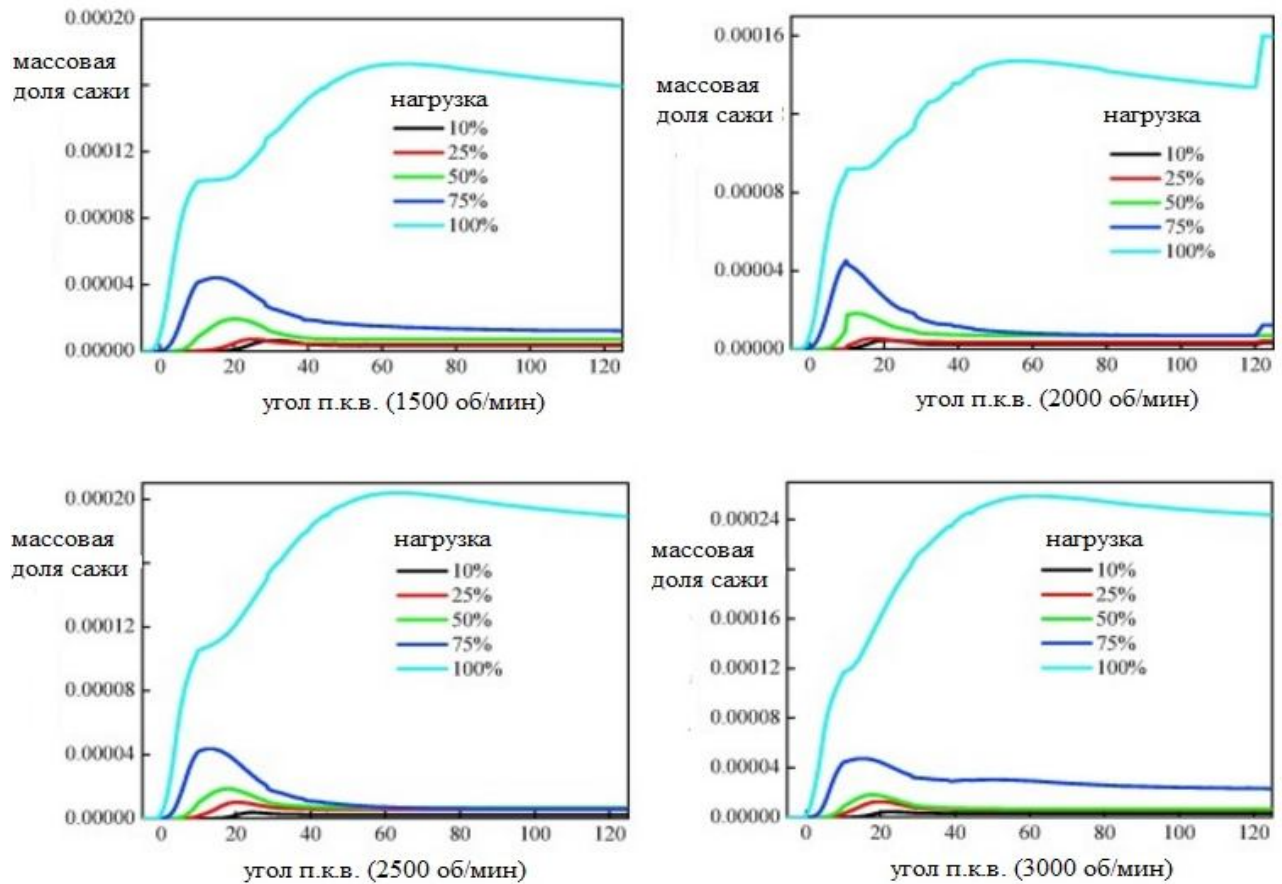 0.00020
массовая
доля сажи
0.00012
0.00008
0.00004
0.00000
нагрузка
10%
25%
50%
75%
100%
0 20 40 60 80 100 120
угол п.к.в. (1500 об/мин)
0.00016
массовая
доля сажи
0.00008
0.00004
0.00000
нагрузка
10%
25%
50%
75%
100%
0 20 40 60 80 100 120
угол п.к.в. (2000 об/мин)
0.00020
массовая
доля сажи
0.00012
0.00008
0.00004
0.00000
нагрузка
10%
25%
50%
75%
100%
0 20 40 60 80 100 120
угол п.к.в. (2500 об/мин)
0.00024
массовая
доля сажи
0.00016
0.00012
0.00008
0.00004
0.00000
нагрузка
10%
25%
50%
75%
100%
0 20 40 60 80 100 120
угол п.к.в. (3000 об/мин)